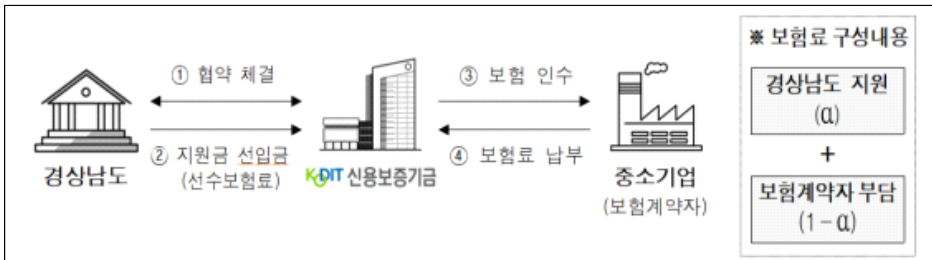 ① 협약 체결
② 지원금 선입금
(선수보험료)
경상남도
KODIT 신용보증기금
③ 보험 인수
④ 보험료 납부
중소기업
(보험계약자)
※ 보험료 구성내용
경상남도 지원
(α)
+
보험계약자 부담
(1-α)